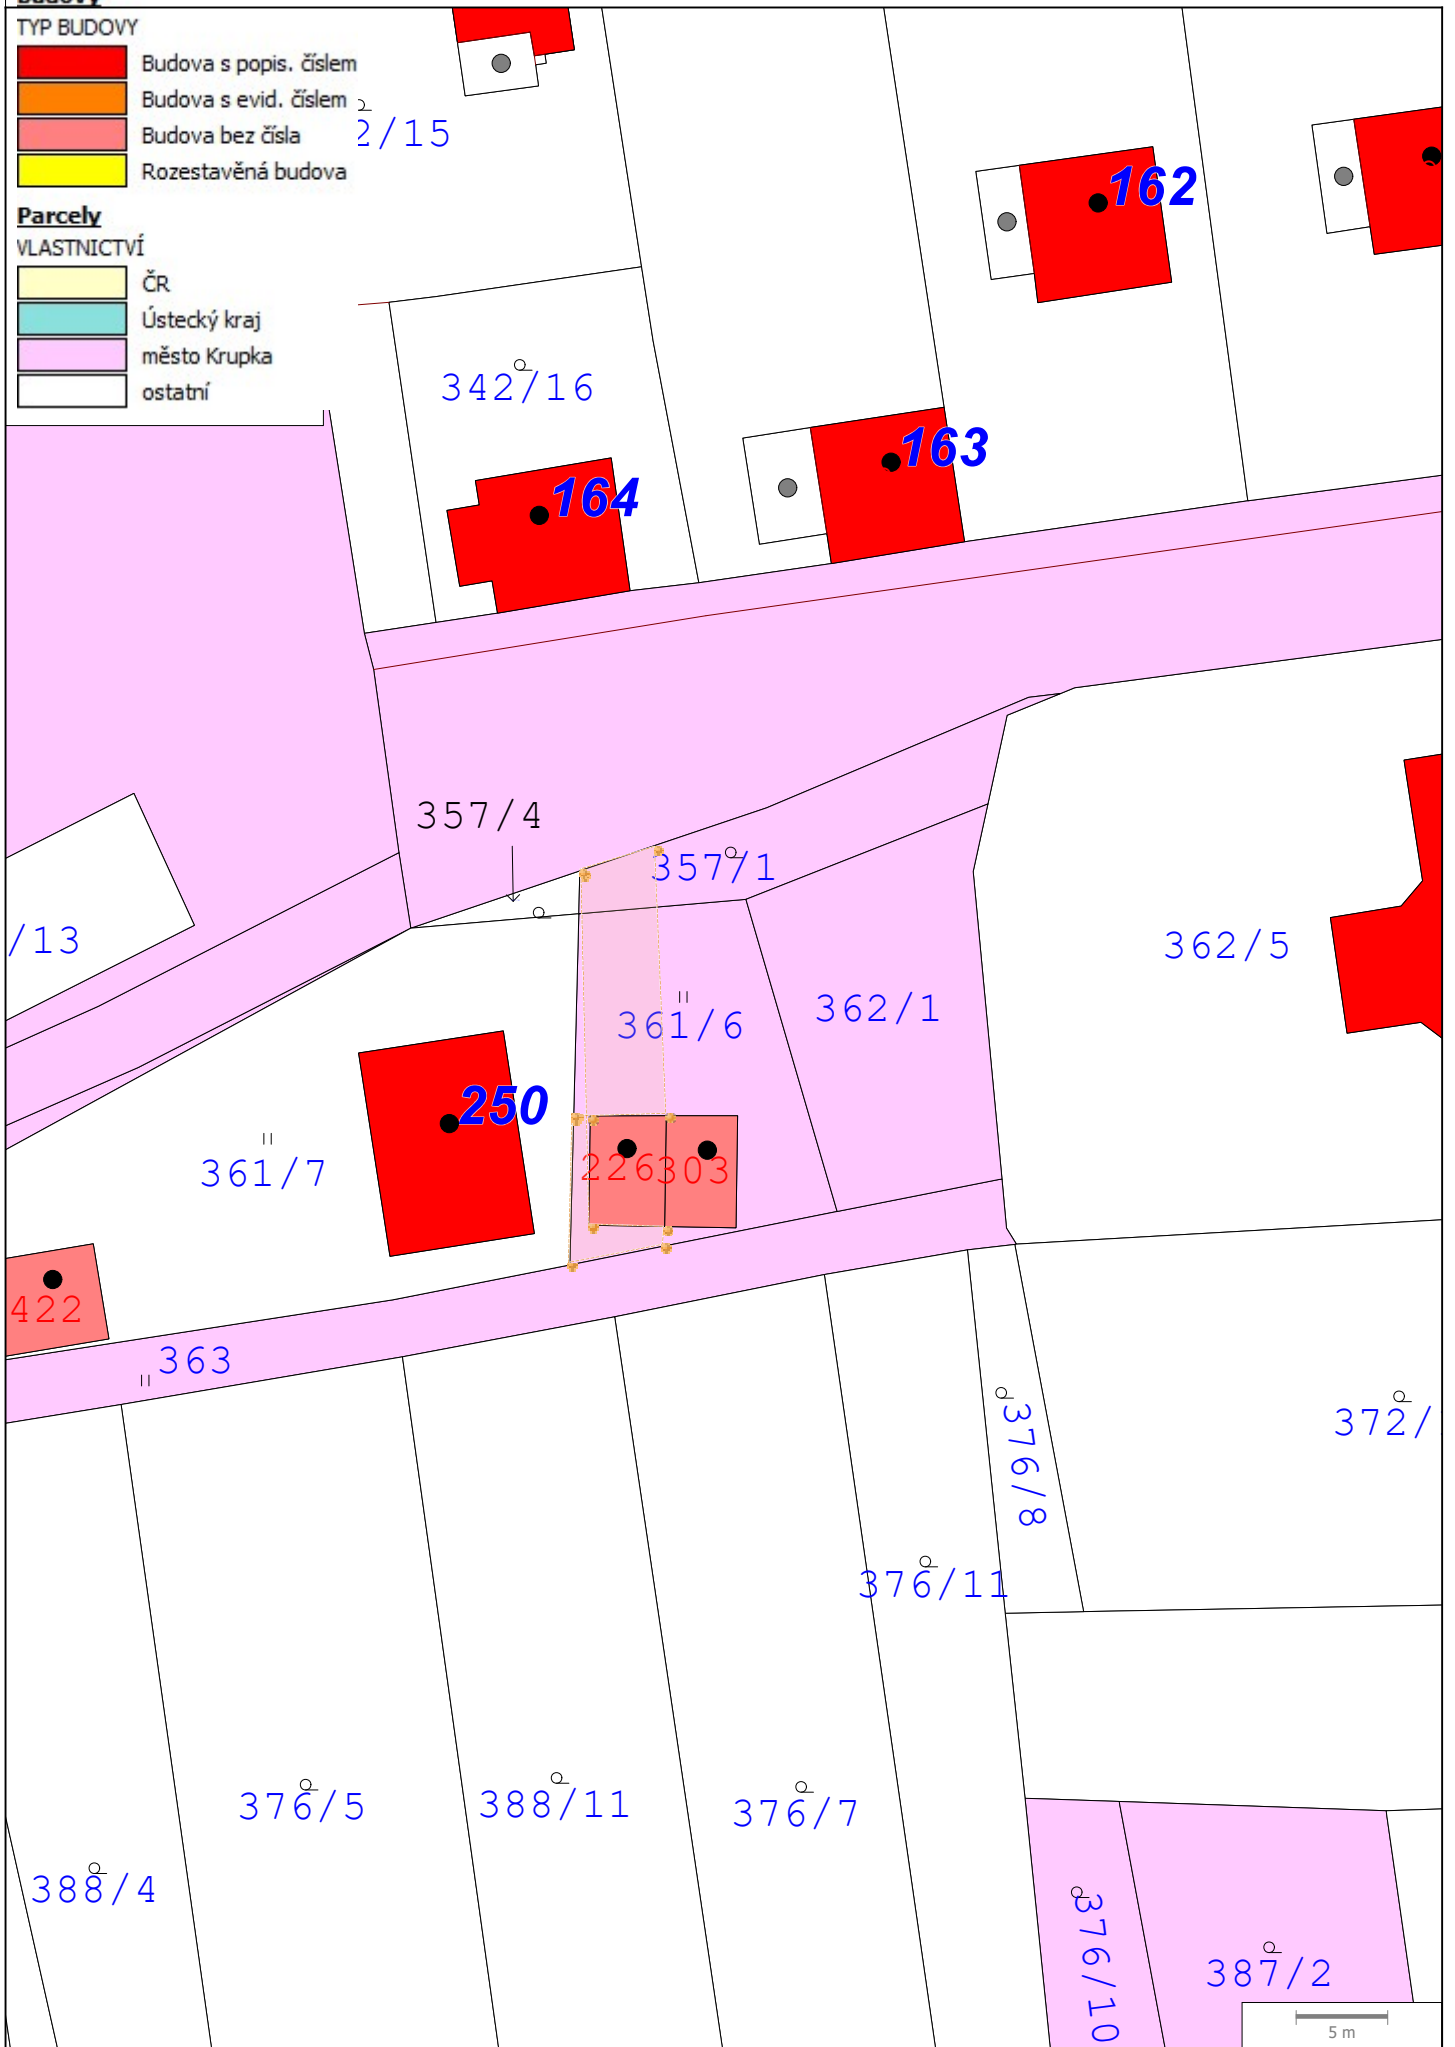 Budovy
TYP BUDOVY
Budova s popis. číslem
Budova s evid. číslem
Budova bez čísla
Rozestavěná budova
Parcely
VLASTNICTVÍ
ČR
Ústecký kraj
město Krupka
ostatní
2/15
162
342/16
163
164
357/4
357/1
/13
362/5
361/6
362/1
250
361/7
226
303
422
363
376/8
372/
376/11
376/5
388/11
376/7
388/4
376/10
387/2
5 m